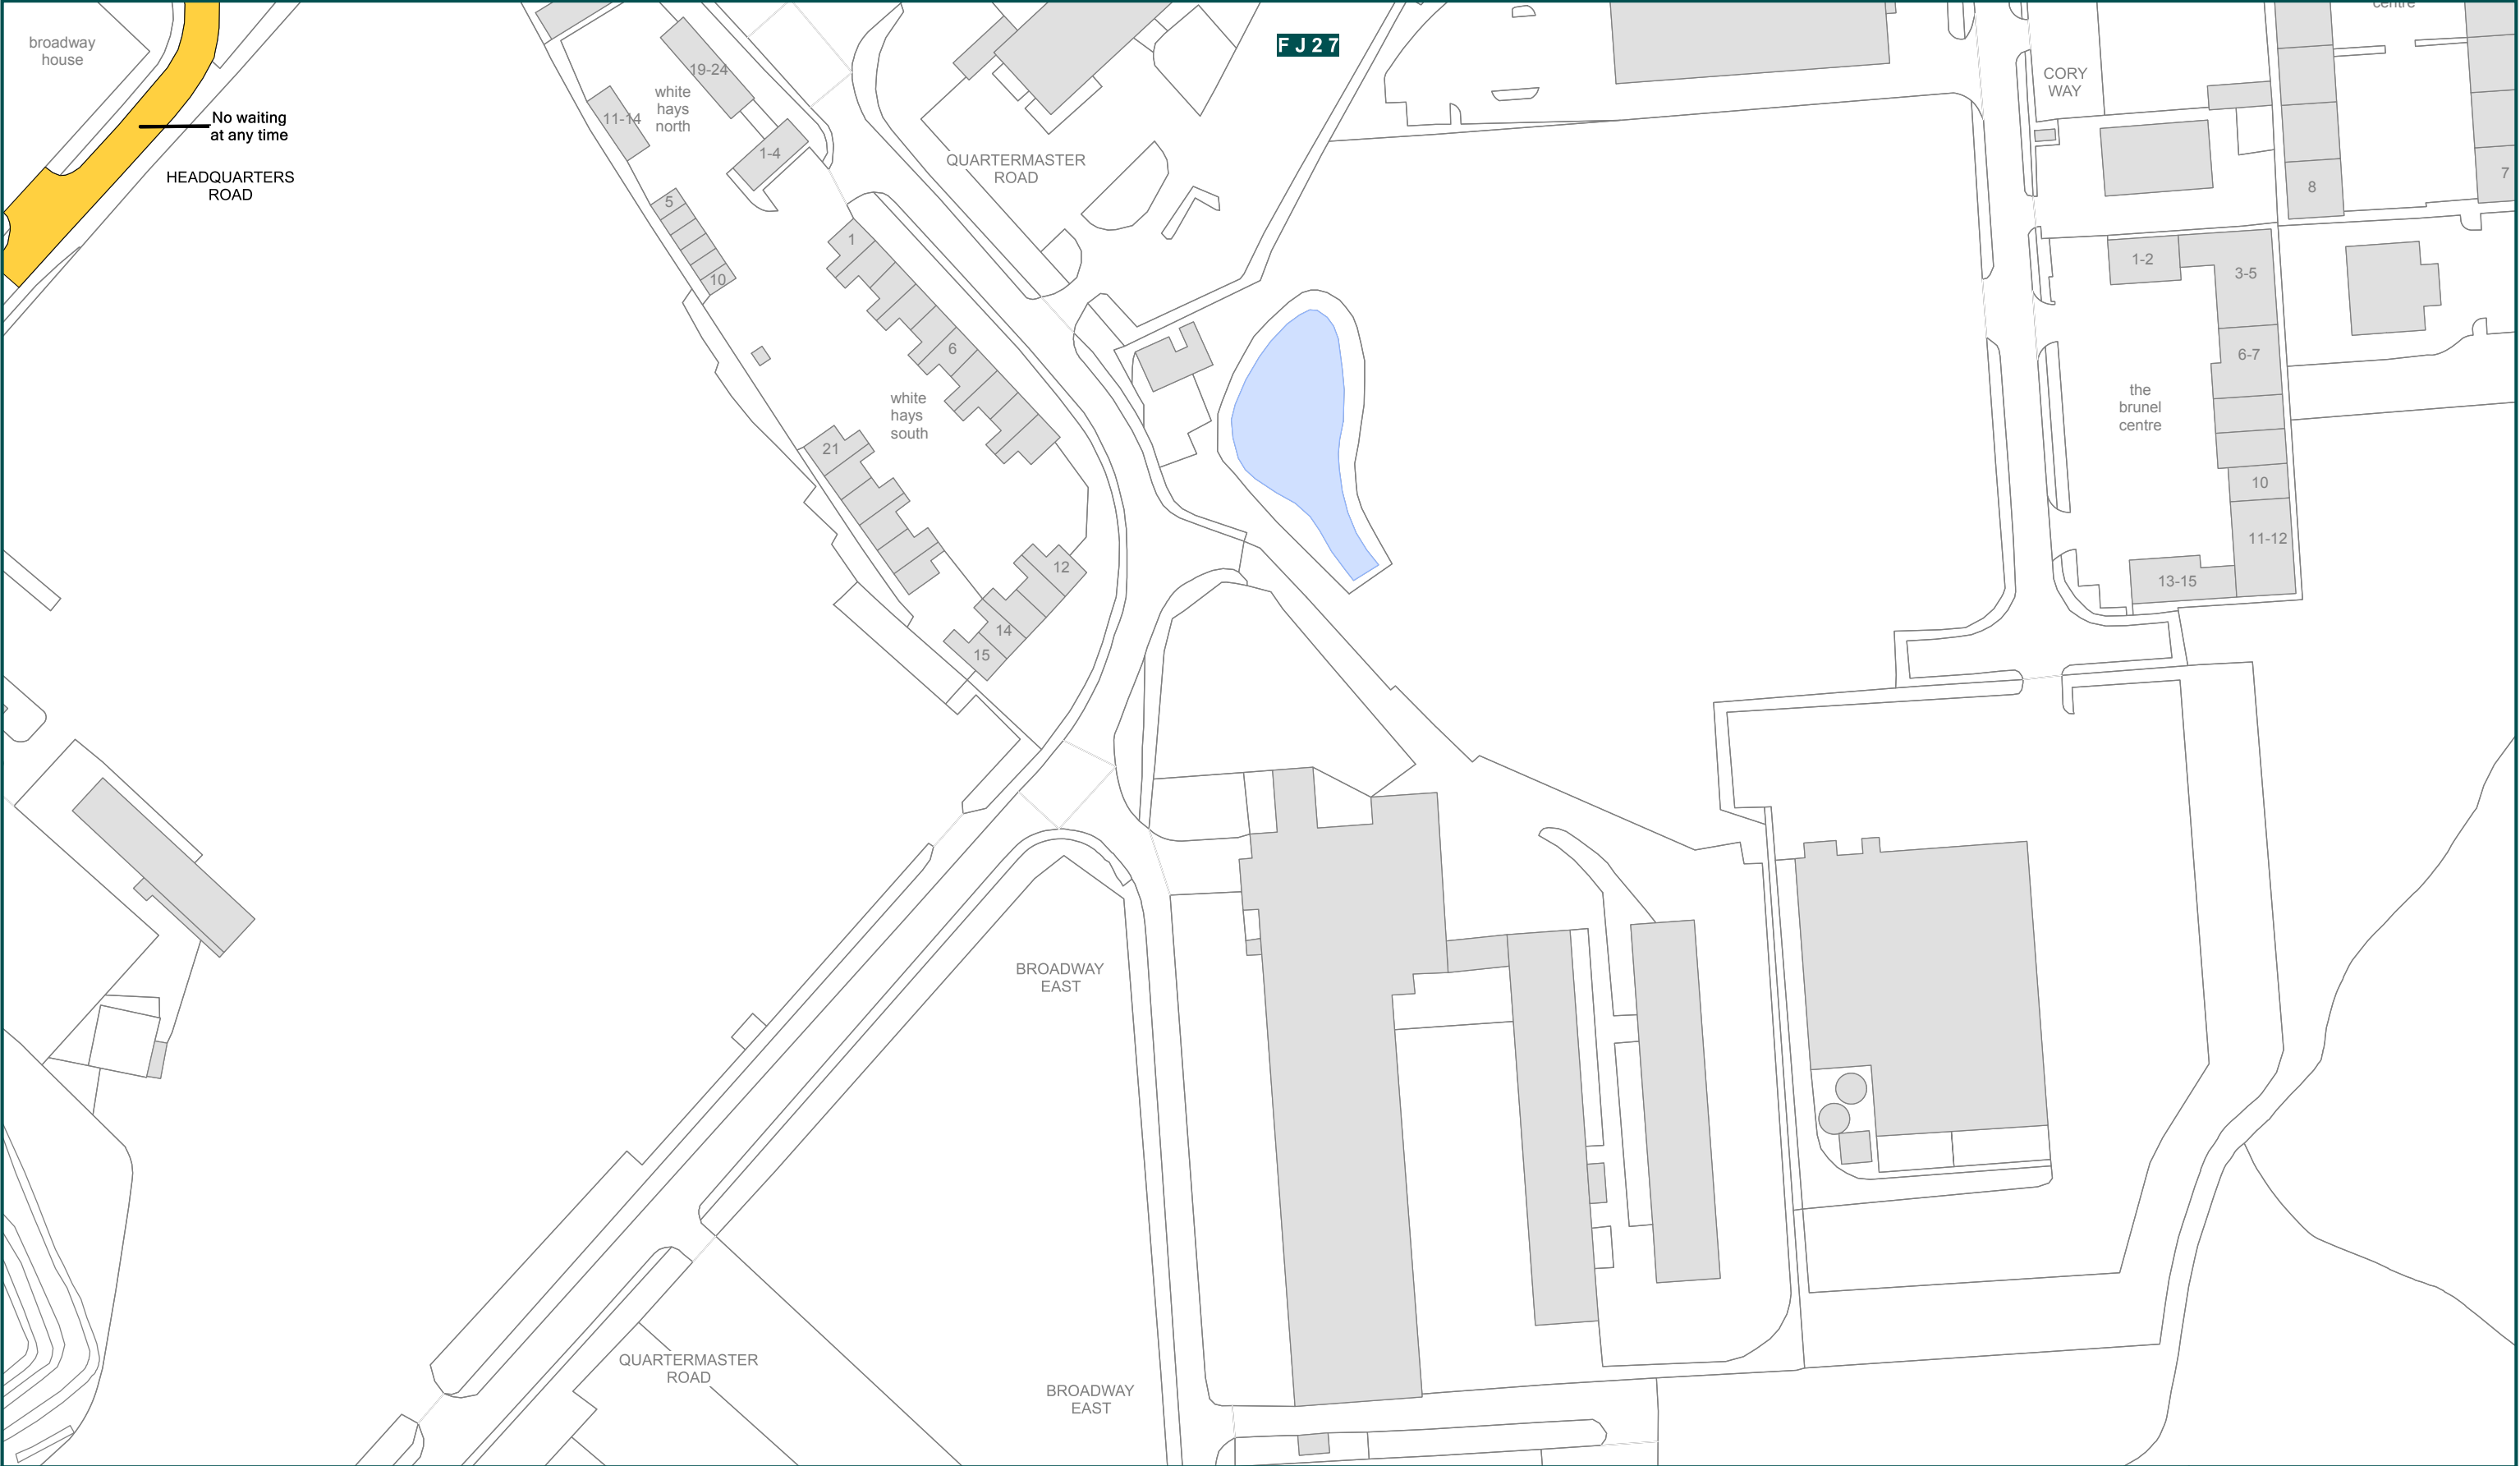 centre
broadway
house
FJ27
19-24
white
hays
north
11-14
1-4
No waiting
at any time
HEADQUARTERS
ROAD
QUARTERMASTER
ROAD
CORY
WAY
8
7
5
10
1
6
1-2
3-5
6-7
the
brunel
centre
white
hays
south
21
10
11-12
13-15
12
14
15
BROADWAY
EAST
QUARTERMASTER
ROAD
BROADWAY
EAST